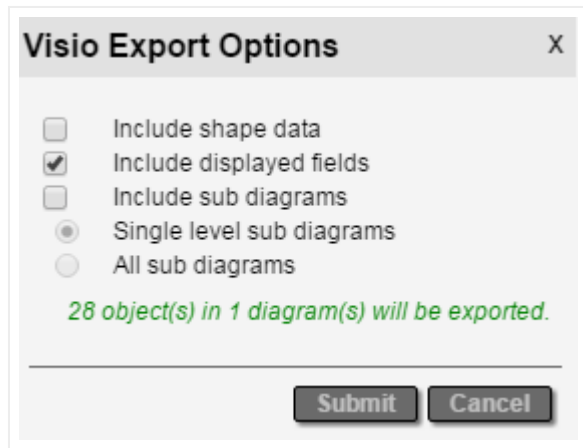 Visio Export Options X
Include shape data
Include displayed fields
Include sub diagrams
Single level sub diagrams
All sub diagrams
28 object(s) in 1 diagram(s) will be exported.
Submit Cancel